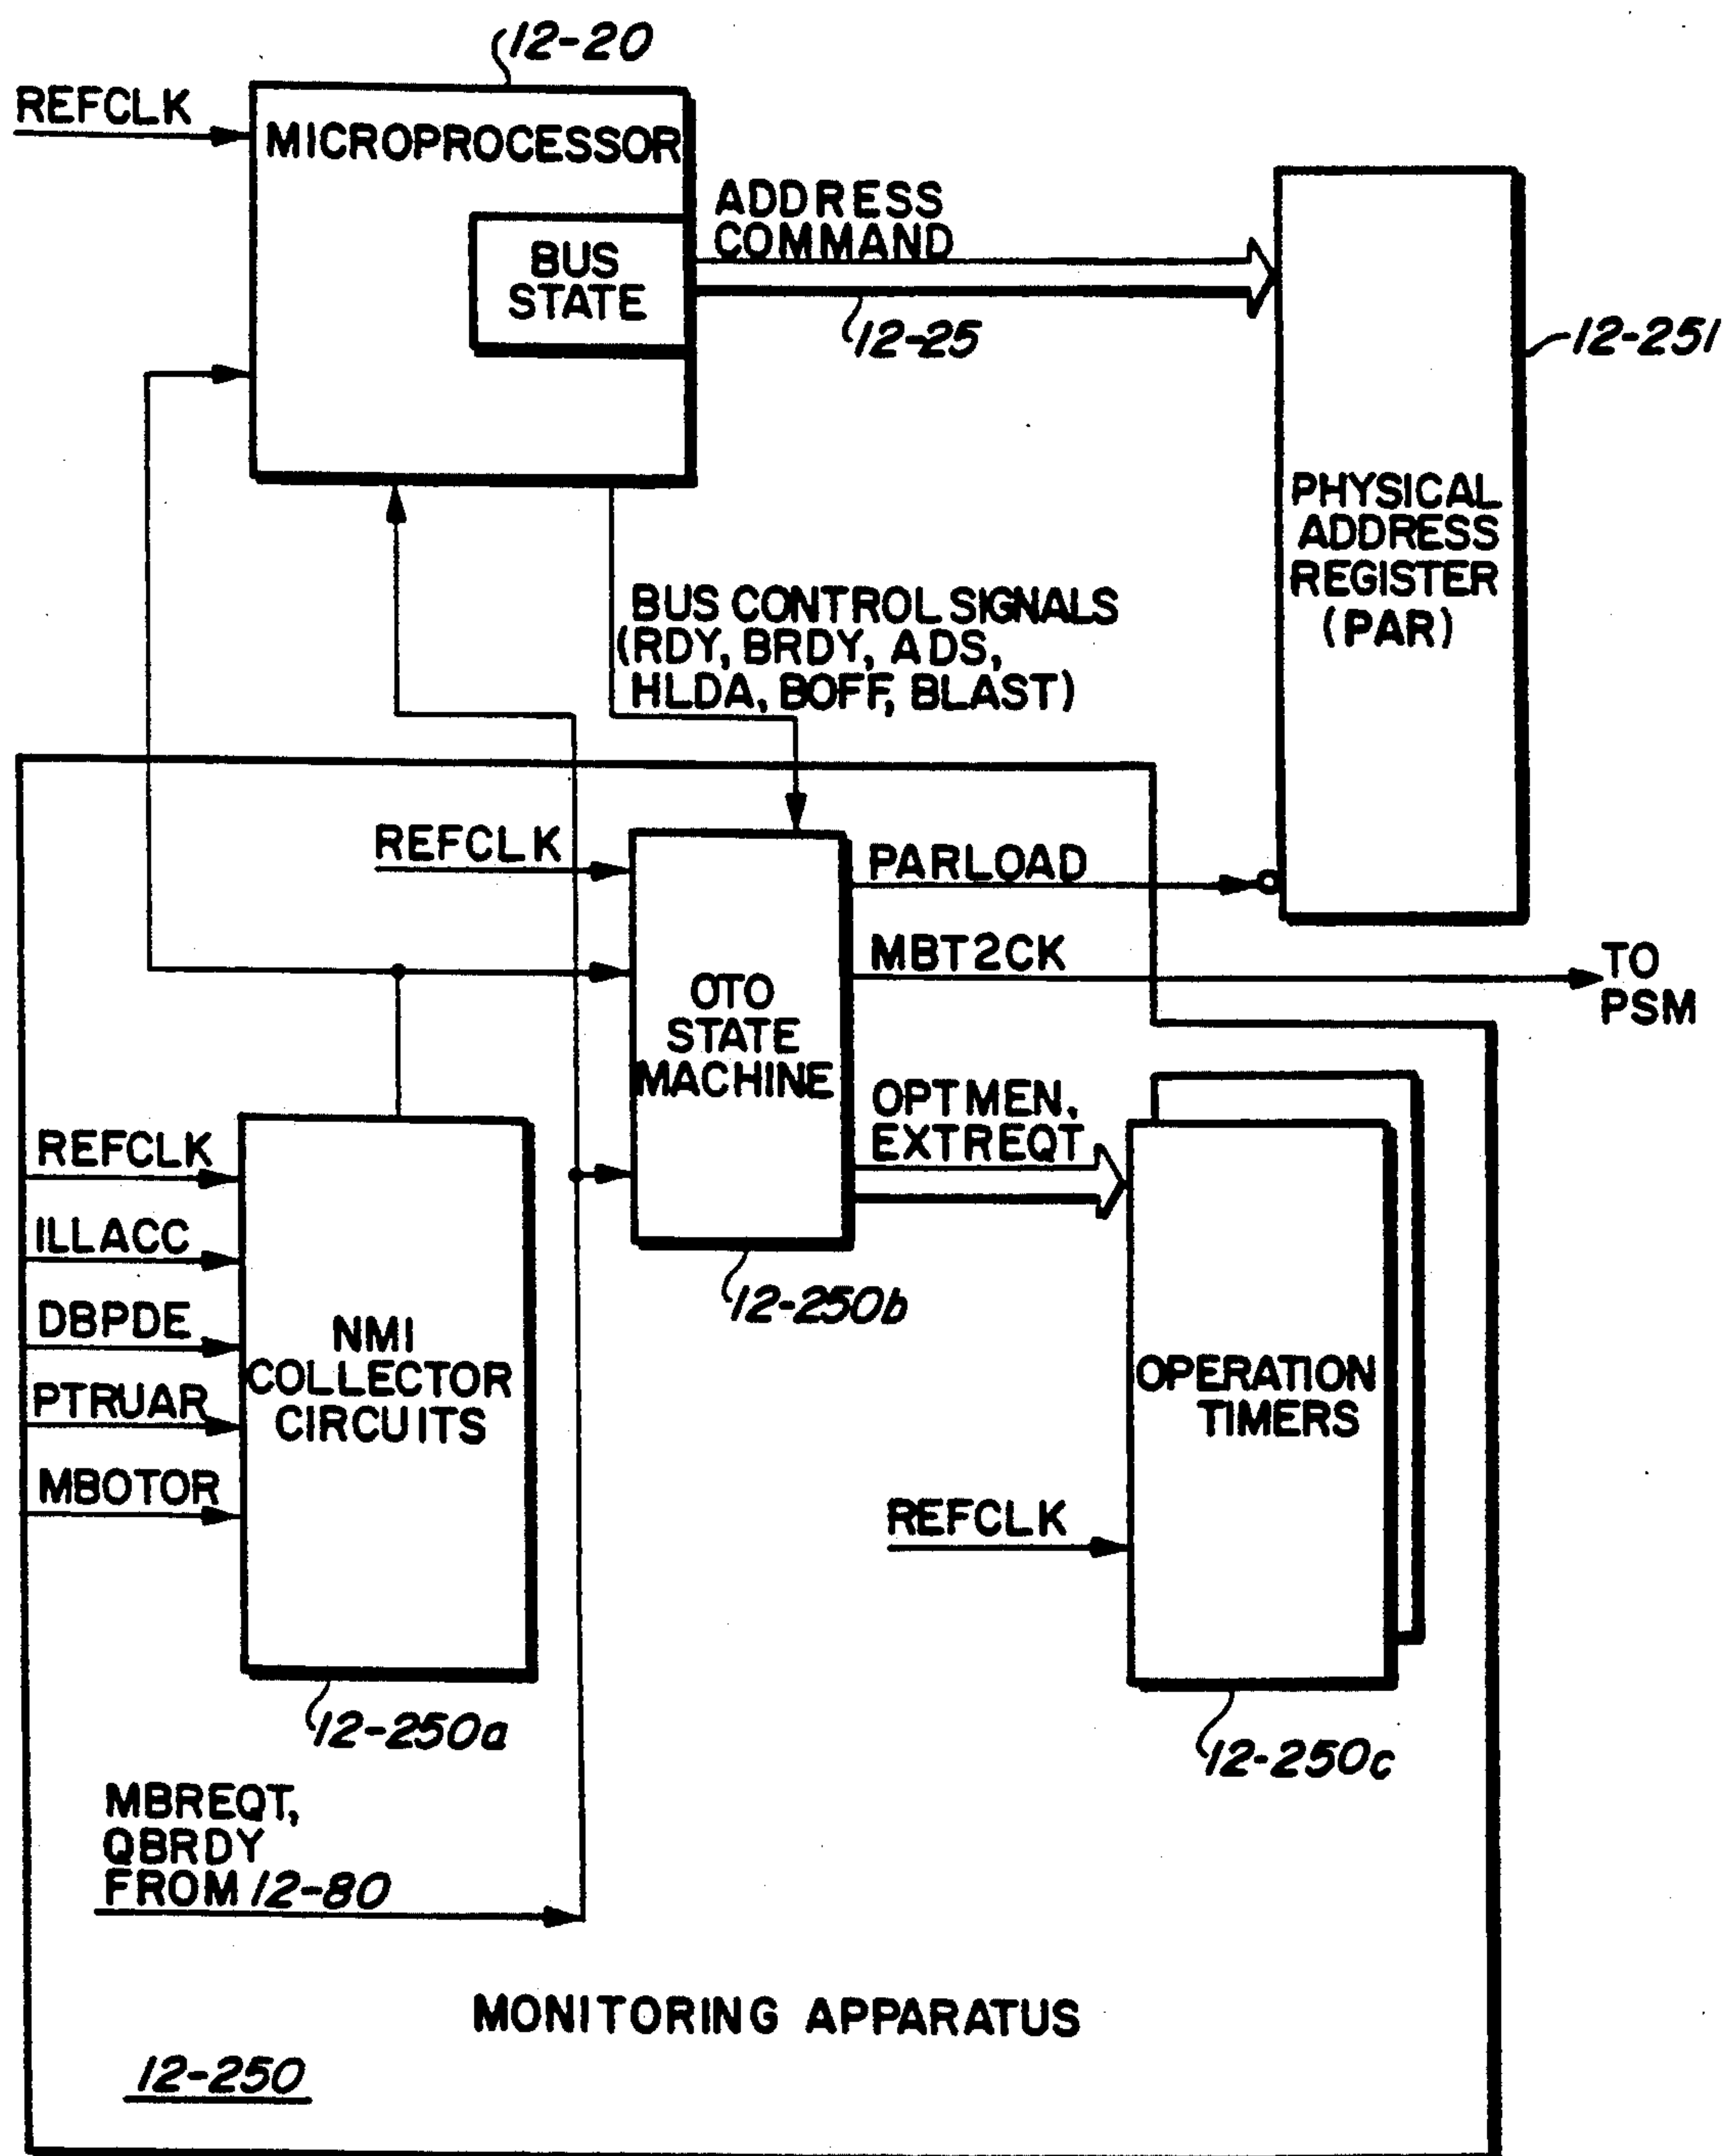 12-20
REFCLK
MICROPROCESSOR
BUS
STATE
ADDRESS
COMMAND
12-25
12-251
PHYSICAL
ADDRESS
REGISTER
(PAR)
BUS CONTROL SIGNALS
(RDY, BRDY, ADS,
HLDA, BOFF, BLAST)
REFCLK
PARLOAD
MBT2CK
TO
PSM
OTO
STATE
MACHINE
OPTMEN,
EXTREQT
12-250b
REFCLK
ILLACC
DBPDE
PTRUAR
MBOTOR
NMI
COLLECTOR
CIRCUITS
12-250a
OPERATION
TIMERS
REFCLK
12-250c
MBREQT,
QBRDY
FROM 12-80
MONITORING APPARATUS
12-250